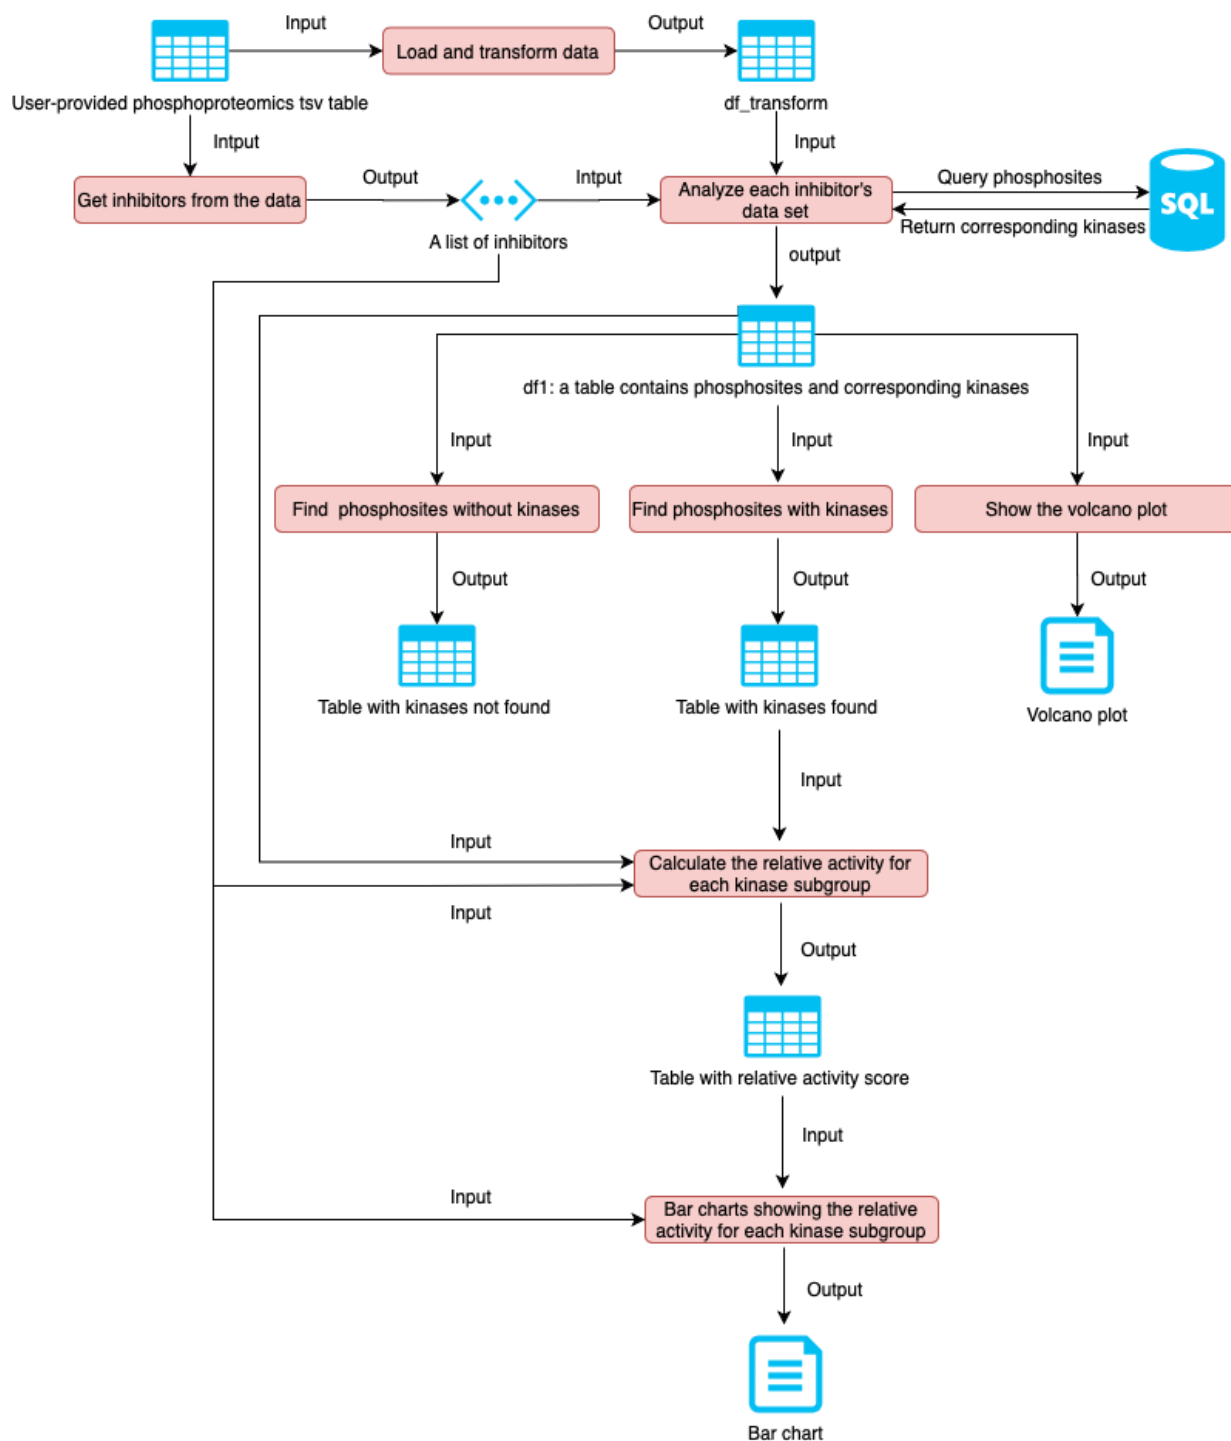 Input
Output
Load and transform data
User-provided phosphoproteomics tsv table
df_transform
Intput
Input
Output
Intput
Query phosphosites
Get inhibitors from the data
Analyze each inhibitor's
data set
SQL
Return corresponding kinases
A list of inhibitors
output
df1: a table contains phosphosites and corresponding kinases
Input
Input
Input
Find phosphosites without kinases
Find phosphosites with kinases
Show the volcano plot
Output
Output
Output
Table with kinases not found
Table with kinases found
Volcano plot
Input
Input
Calculate the relative activity for
each kinase subgroup
Input
Output
Table with relative activity score
Input
Input
Bar charts showing the relative
activity for each kinase subgroup
Output
Bar chart